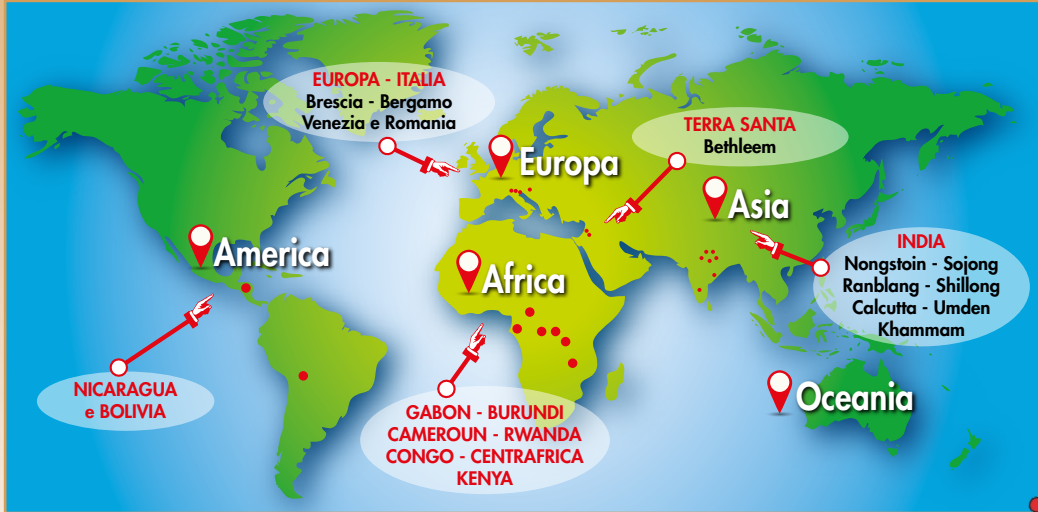 EUROPA - ITALIA
Brescia - Bergamo
Venezia e Romania
TERRA SANTA
Bethleem
Europa
Asia
America
Africa
INDIA
Nongstoin - Sojong
Ranblang - Shillong
Calcutta - Umden
Khammam
NICARAGUA
e BOLIVIA
GABON - BURUNDI
CAMEROUN - RWANDA
CONGO - CENTRAFRICA
KENYA
Oceania